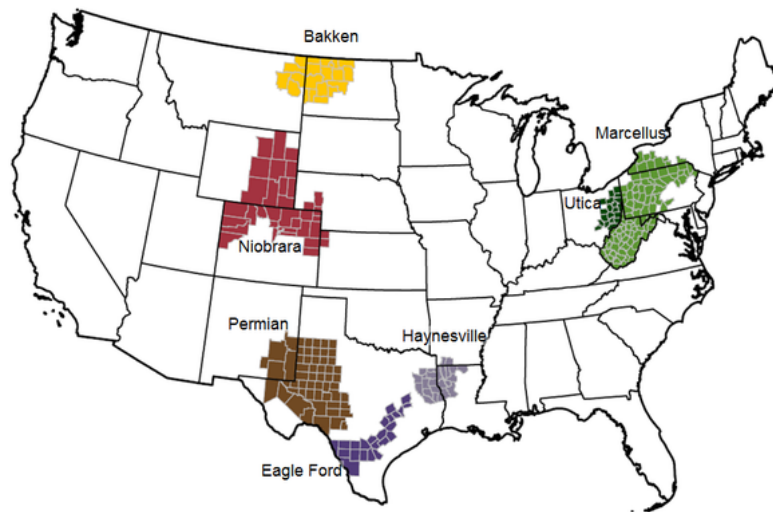 Bakken
Marcellus
Utica
Niobrara
Permian
Haynesville
Eagle Ford